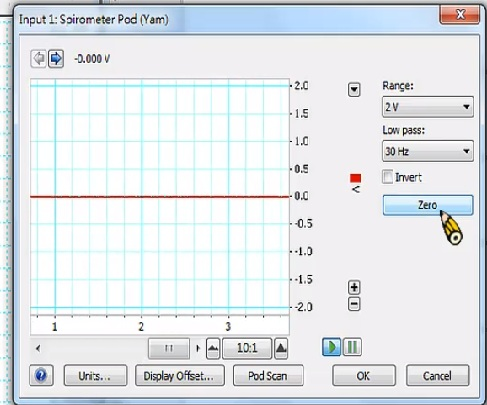 Input 1: Spirometer Pod (Yam)
-0.000 V
2.0
1.5
1.0
0.5
0.0
-0.5
-1.0
-1.5
-2.0
1 2 3
10:1
Range:
2 V
Low pass:
30 Hz
Invert
Zero
Units...
Display Offset...
Pod Scan
OK
Cancel